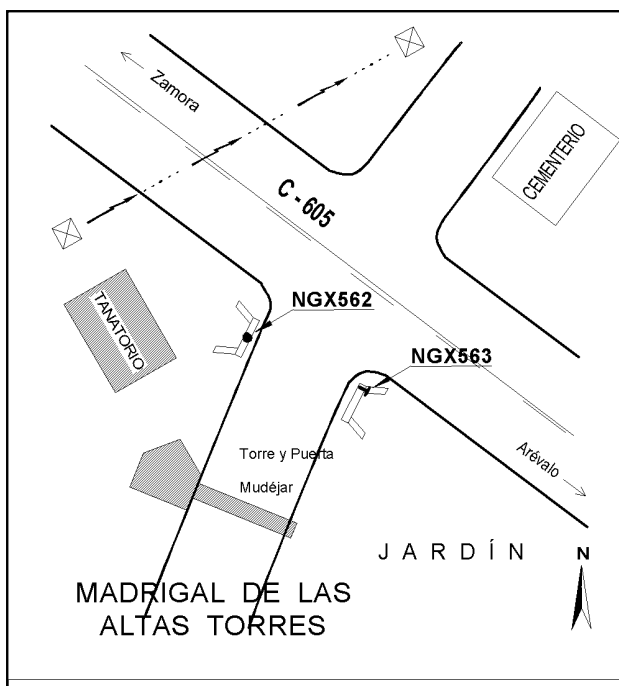 Zamora
CEMENTERIO
C - 605
NGX562
TANATORIO
NGX563
Torre y Puerta
Mudéjar
Arévalo
JARDÍN
N
MADRIGAL DE LAS
ALTAS TORRES